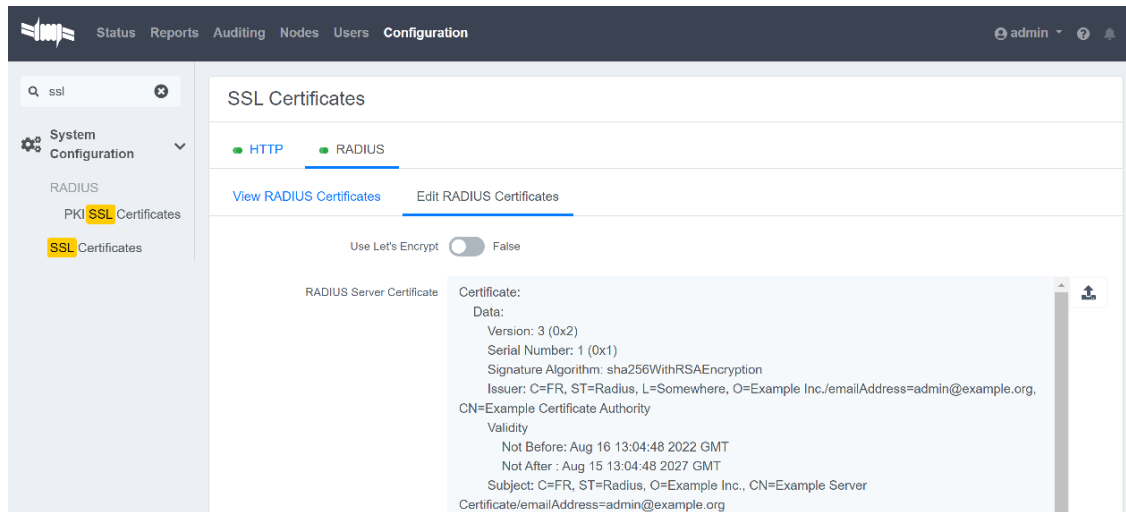 Status Reports Auditing Nodes Users Configuration admin
ssl
SSL Certificates
System
Configuration
RADIUS
PKI SSL Certificates
SSL Certificates
HTTP RADIUS
View RADIUS Certificates Edit RADIUS Certificates
Use Let's Encrypt False
RADIUS Server Certificate
Certificate:
Data:
Version: 3 (0x2)
Serial Number: 1 (0x1)
Signature Algorithm: sha256WithRSAEncryption
Issuer: C=FR, ST=Radius, L=Somewhere, O=Example Inc./emailAddress=admin@example.org,
CN=Example Certificate Authority
Validity
Not Before: Aug 16 13:04:48 2022 GMT
Not After : Aug 15 13:04:48 2027 GMT
Subject: C=FR, ST=Radius, O=Example Inc., CN=Example Server
Certificate/emailAddress=admin@example.org